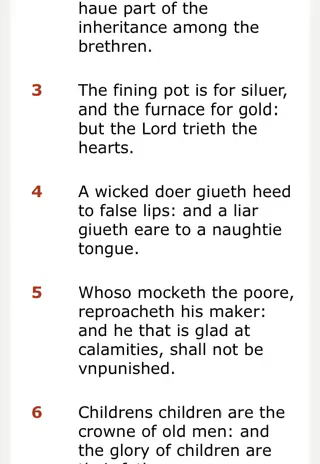 haue part of the
inheritance among the
brethren.
3 The fining pot is for siluer,
and the furnace for gold:
but the Lord trieth the
hearts.
4 A wicked doer giueth heed
to false lips: and a liar
giueth eare to a naughtie
tongue.
5 Whoso mocketh the poore,
reproacheth his maker:
and he that is glad at
calamities, shall not be
vnpunished.
6 Childrens children are the
crowne of old men: and
the glory of children are